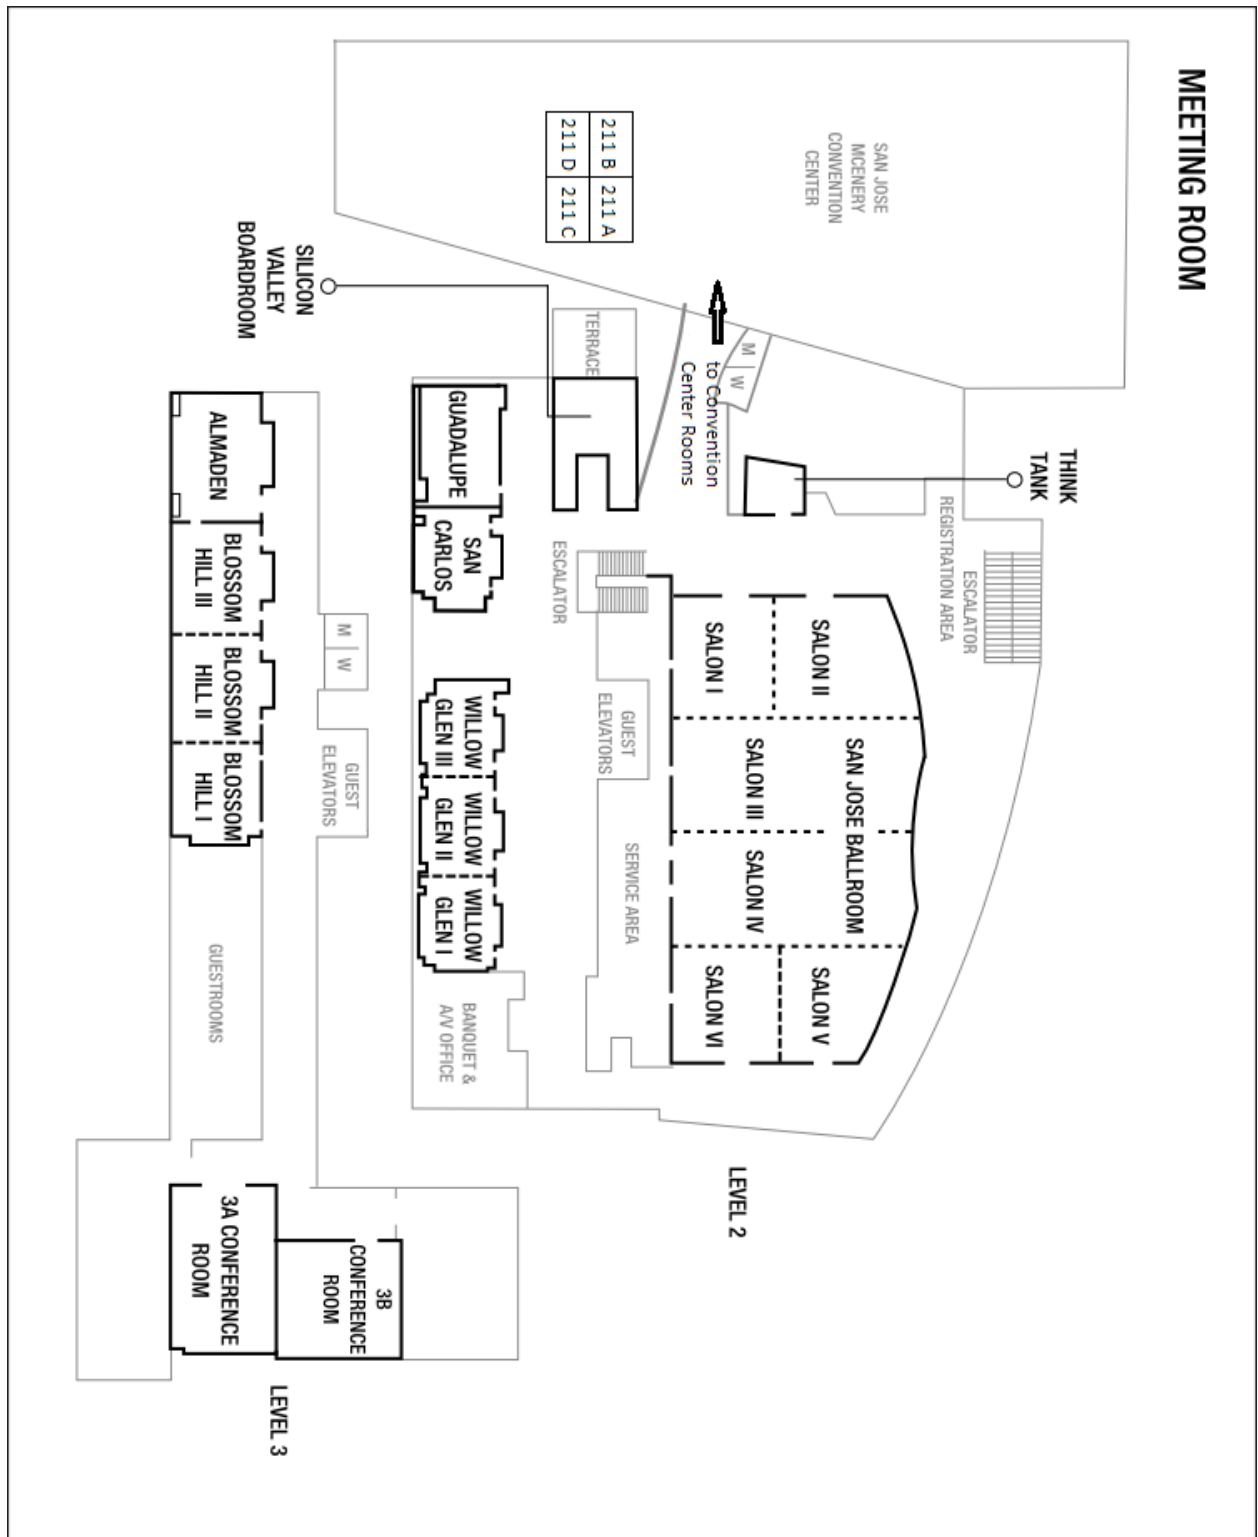 MEETING ROOM
SAN JOSE
MCENERY
CONVENTION
CENTER
211 B
211 A
211 D
211 C
to Convention
Center Rooms
M
W
THINK
TANK
REGISTRATION AREA
ESCALATOR
SILICON
VALLEY
BOARDROOM
TERRACE
ESCALATOR
GUADALUPE
SAN
CARLOS
SALON II
SALON I
SAN JOSE BALLROOM
SALON III
SALON IV
SALON V
SALON VI
GUEST
ELEVATORS
SERVICE AREA
WILLOW
GLEN III
WILLOW
GLEN II
WILLOW
GLEN I
BANQUET &
A/V OFFICE
LEVEL 2
ALMADEN
BLOSSOM
HILL III
BLOSSOM
HILL II
BLOSSOM
HILL I
M
W
GUEST
ELEVATORS
GUESTROOMS
3A CONFERENCE
ROOM
3B
CONFERENCE
ROOM
LEVEL 3